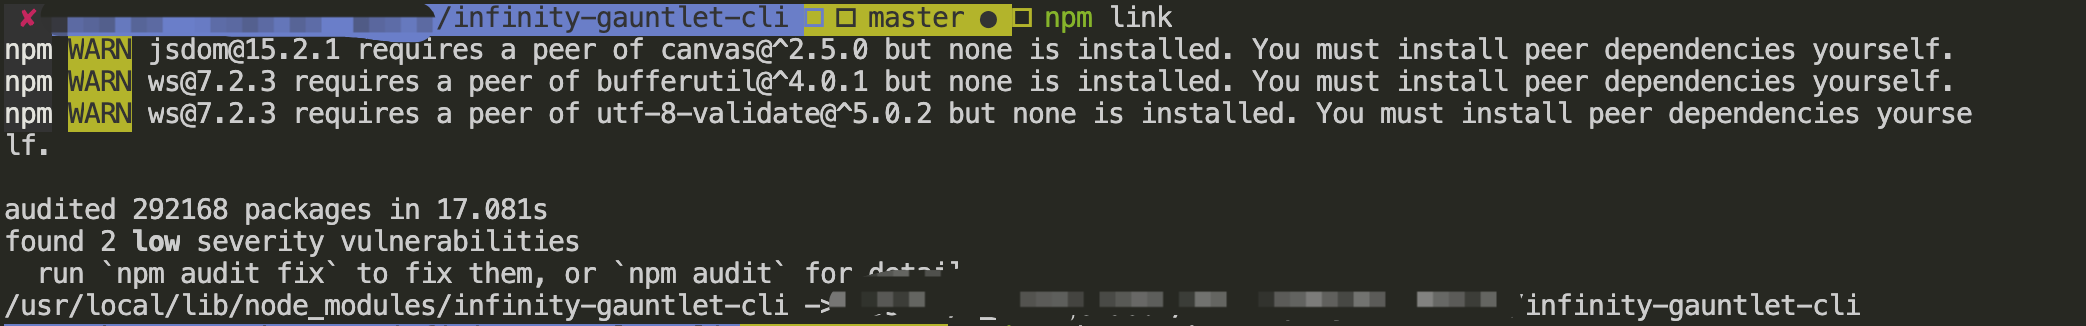 ✘ /infinity-gauntlet-cli □ □ master ● □ npm link
npm WARN jsdom@15.2.1 requires a peer of canvas@^2.5.0 but none is installed. You must install peer dependencies yourself.
npm WARN ws@7.2.3 requires a peer of bufferutil@^4.0.1 but none is installed. You must install peer dependencies yourself.
npm WARN ws@7.2.3 requires a peer of utf-8-validate@^5.0.2 but none is installed. You must install peer dependencies yourse
lf.
audited 292168 packages in 17.081s
found 2 low severity vulnerabilities
run `npm audit fix` to fix them, or `npm audit` for detail
/usr/local/lib/node_modules/infinity-gauntlet-cli -> /infinity-gauntlet-cli